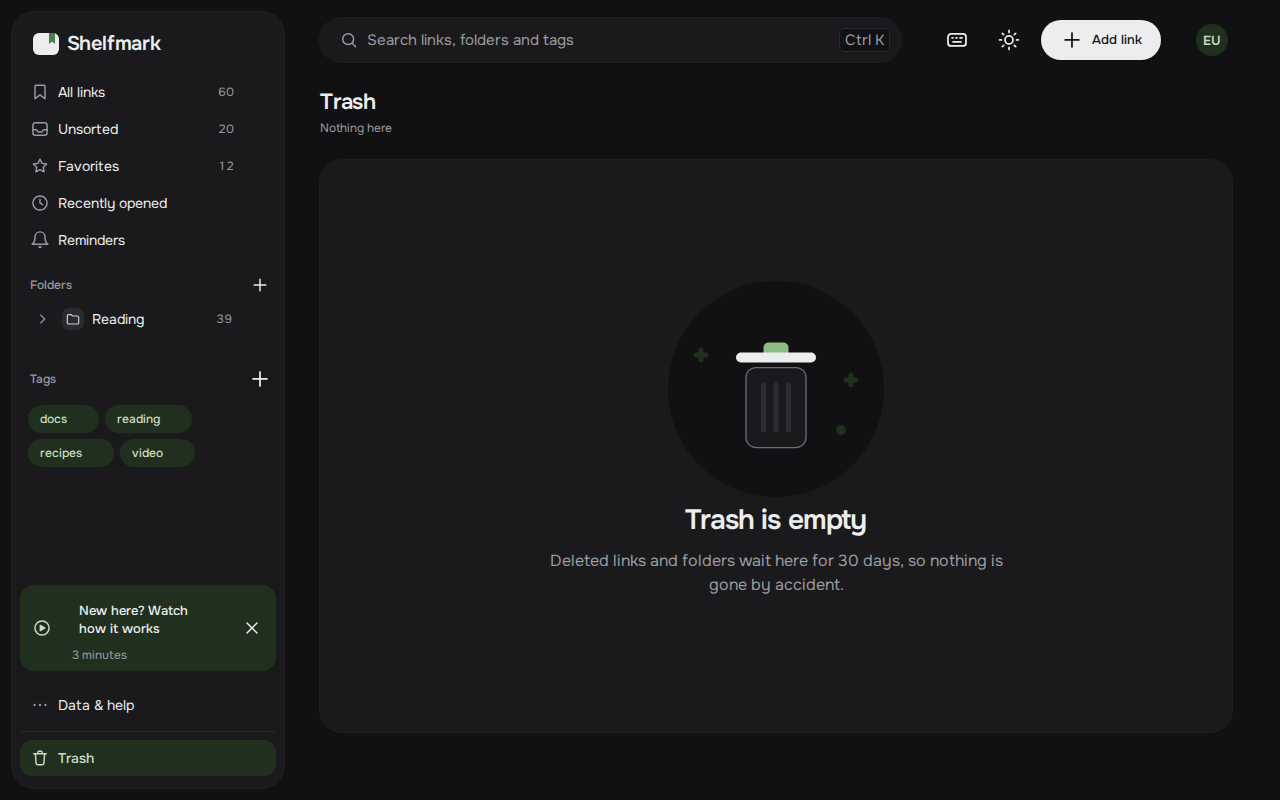 Shelfmark
All links 60
Unsorted 20
Favorites 12
Recently opened
Reminders
Folders
Reading 39
Tags
docs reading
recipes video
New here? Watch
how it works
3 minutes
Data & help
Trash
Search links, folders and tags Ctrl K
Add link
EU
Trash
Nothing here
Trash is empty
Deleted links and folders wait here for 30 days, so nothing is
gone by accident.